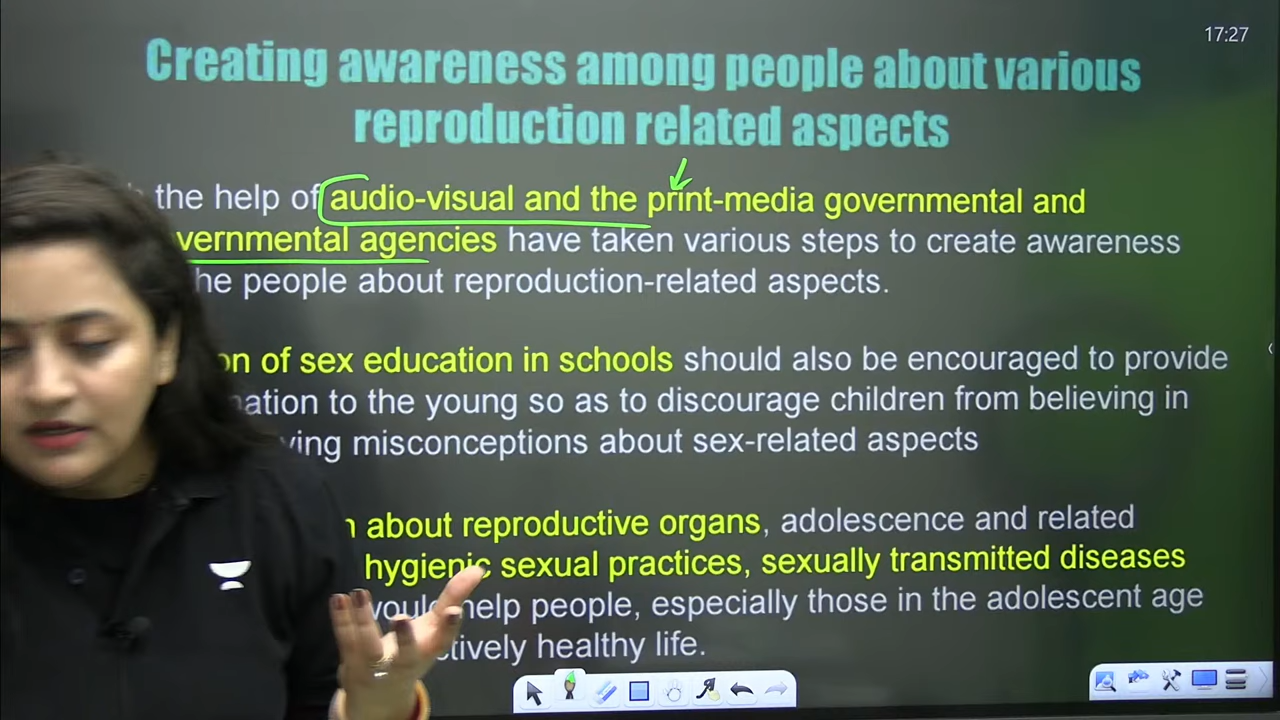 17:27
Creating awareness among people about various
reproduction related aspects
the help of audio-visual and the print-media governmental and
vernmental agencies have taken various steps to create awareness
he people about reproduction-related aspects.
on of sex education in schools should also be encouraged to provide
mation to the young so as to discourage children from believing in
ving misconceptions about sex-related aspects
n about reproductive organs, adolescence and related
hygienic sexual practices, sexually transmitted diseases
would help people, especially those in the adolescent age
ctively healthy life.